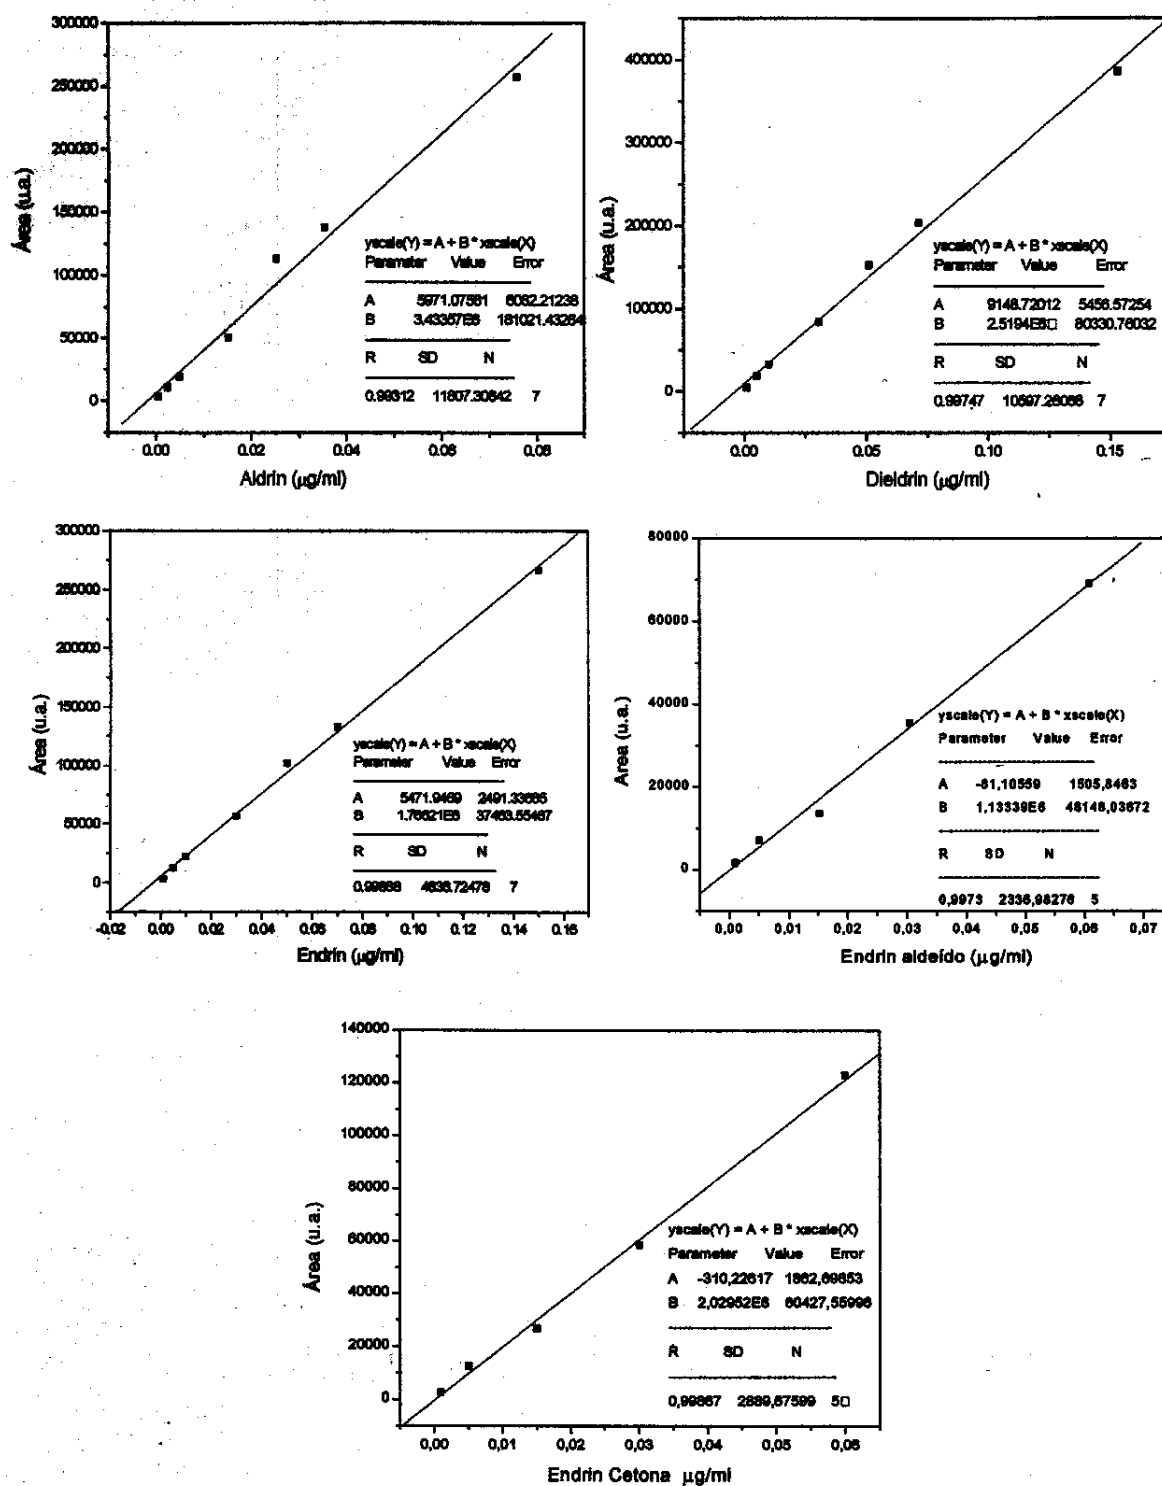 300000
250000
200000
150000
100000
50000
0
Área (u.a.)
yscale(Y) = A + B * xscale(X)
Parameter Value Error
A 5971.07581 6082.21236
B 3.43357E6 181021.43264
R SD N
0.99312 11807.30642 7
0.00 0.02 0.04 0.06 0.08
Aldrin (µg/ml)
400000
300000
200000
100000
0
Área (u.a.)
yscale(Y) = A + B * xscale(X)
Parameter Value Error
A 9148.72012 5456.57254
B 2.5194E6□ 80330.76032
R SD N
0.99747 10597.26066 7
0.00 0.05 0.10 0.15
Dieldrin (µg/ml)
300000
250000
200000
150000
100000
50000
0
Área (u.a.)
yscale(Y) = A + B * xscale(X)
Parameter Value Error
A 5471.9469 2491.33685
B 1.76621E6 37463.55467
R SD N
0.99888 4836.72478 7
-0.02 0.00 0.02 0.04 0.06 0.08 0.10 0.12 0.14 0.16
Endrin (µg/ml)
80000
60000
40000
20000
0
Area (u.a.)
yscale(Y) = A + B * xscale(X)
Parameter Value Error
A -81,10559 1505,8463
B 1,13339E6 48148,03672
R SD N
0,9973 2336,98276 5
0,00 0,01 0,02 0,03 0,04 0,05 0,06 0,07
Endrin aldeído (µg/ml)
140000
120000
100000
80000
60000
40000
20000
0
Área (u.a.)
yscale(Y) = A + B * xscale(X)
Parameter Value Error
A -310,22617 1862,69853
B 2,02952E6 60427,55996
R SD N
0,99867 2889,67599 5□
0,00 0,01 0,02 0,03 0,04 0,05 0,06
Endrin Cetona µg/ml